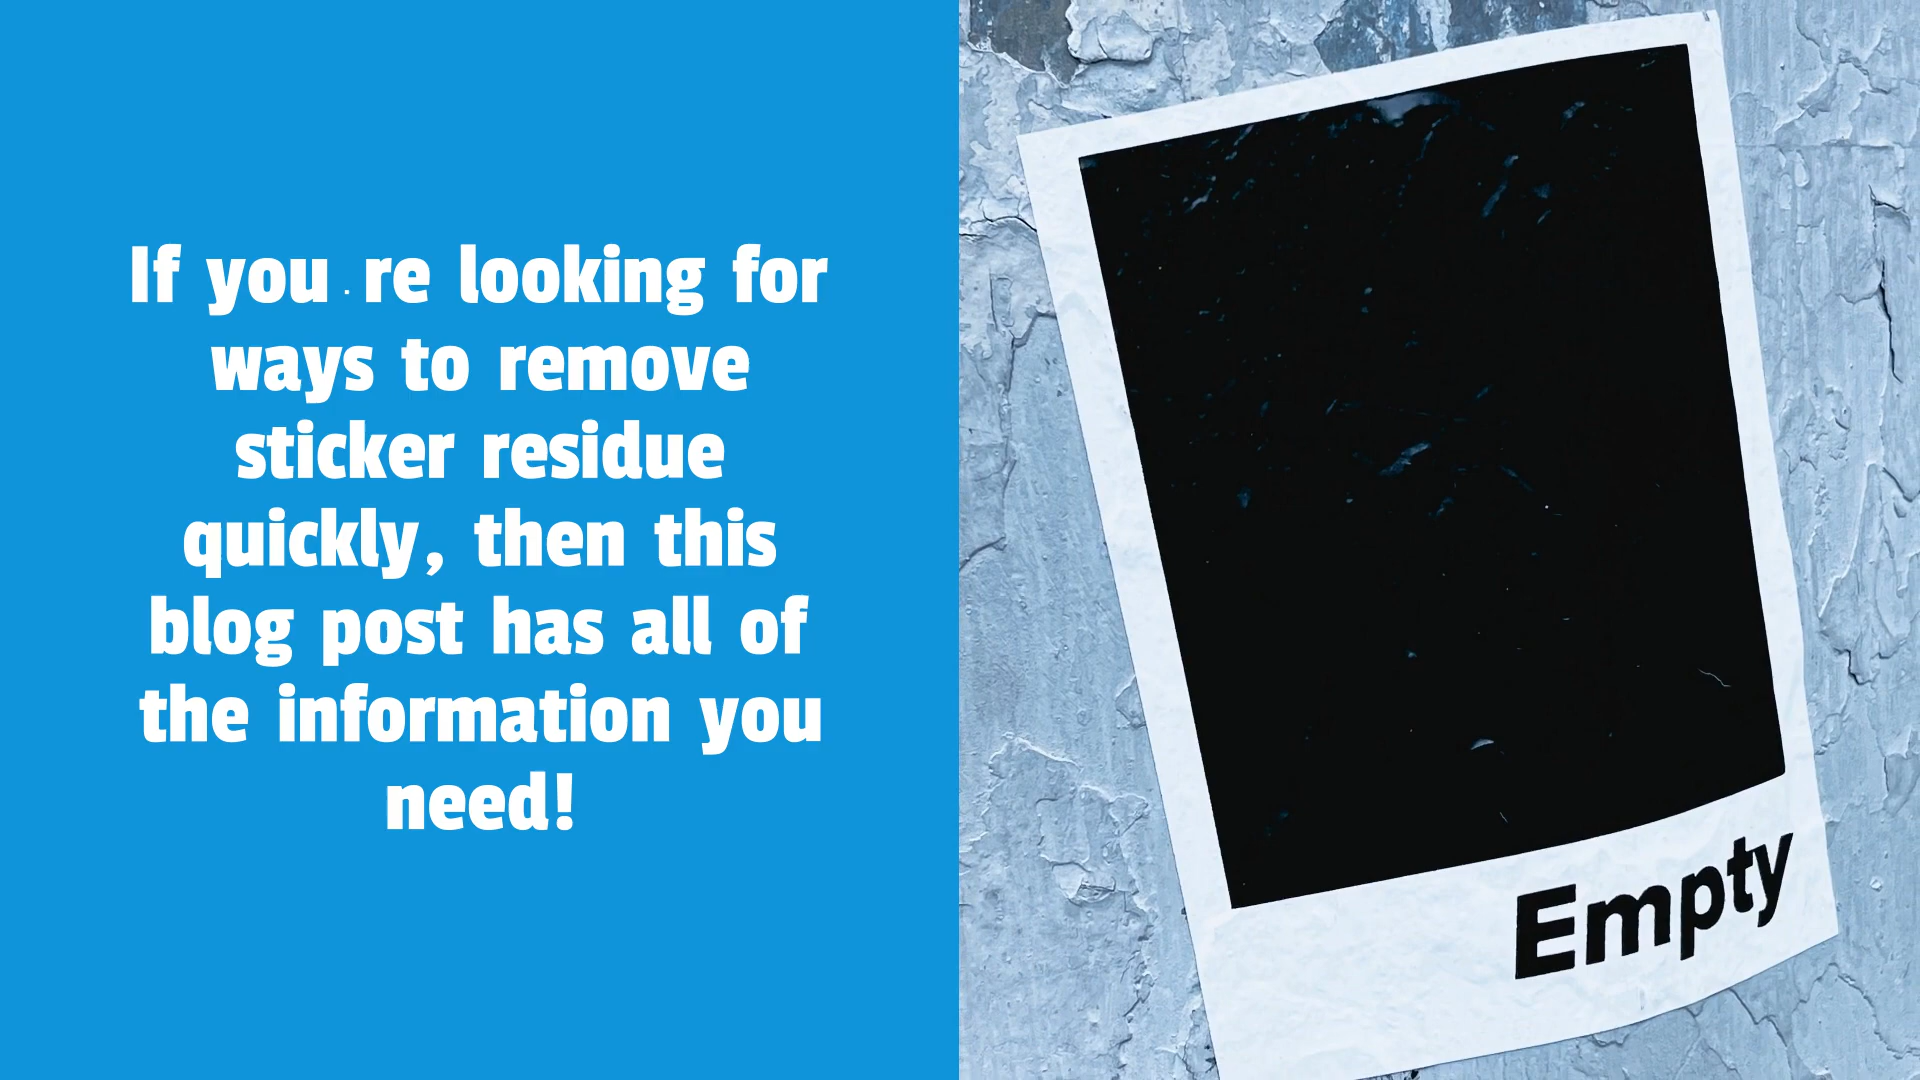 If you . re looking for
ways to remove
sticker residue
quickly, then this
blog post has all of
the information you
need!
Empty